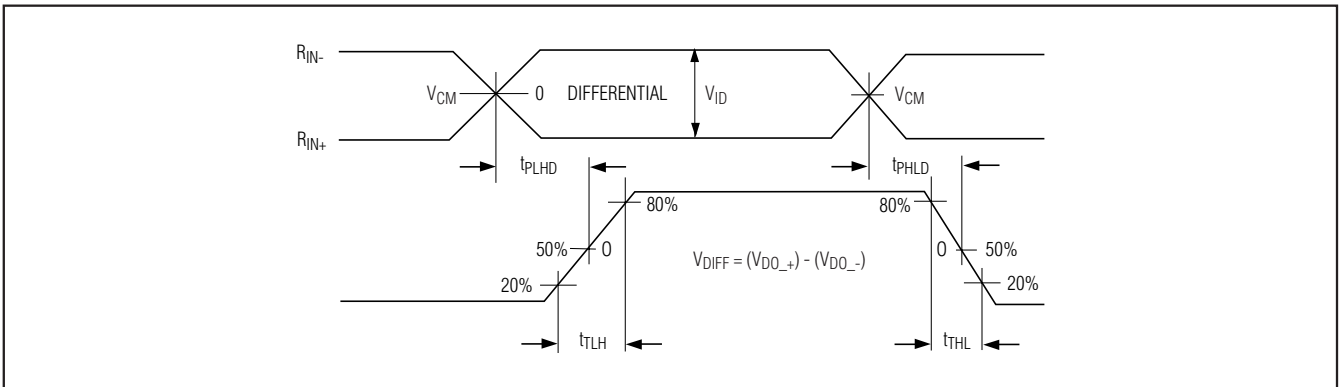 RIN-
VCM 0 DIFFERENTIAL VID VCM
RIN+
tPLHD tPHLD
80% 80%
50% 0 VDIFF = (VDO_+) - (VDO_-) 0 50%
20% 20%
tTLH tTHL